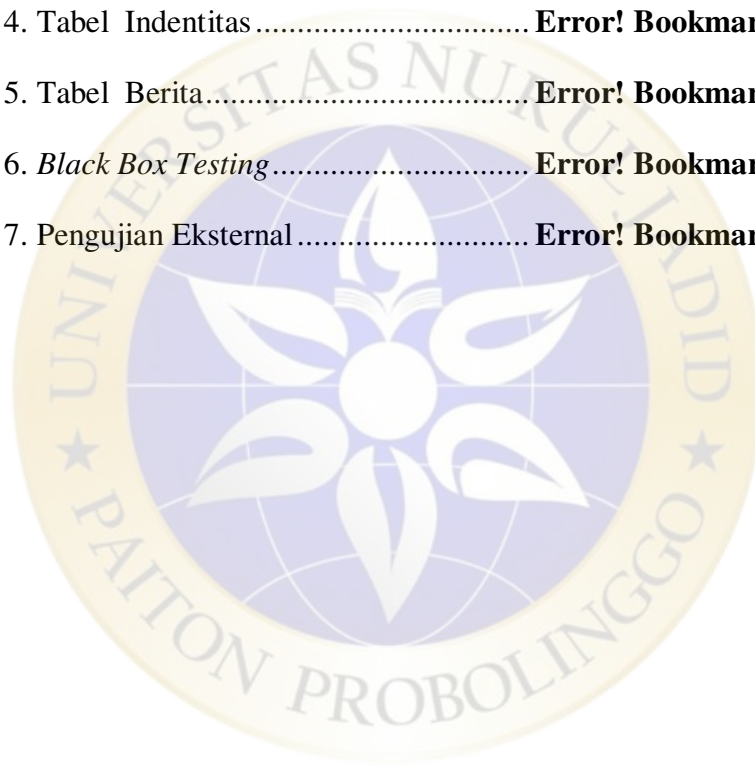 4. Tabel Indentitas ................................ Error! Bookmar
5. Tabel Berita ...................................... Error! Bookmar
6. Black Box Testing .............................. Error! Bookmar
7. Pengujian Eksternal ........................... Error! Bookmar
UNIVERSITAS NURUL JADID
★ PAITON PROBOLINGGO ★